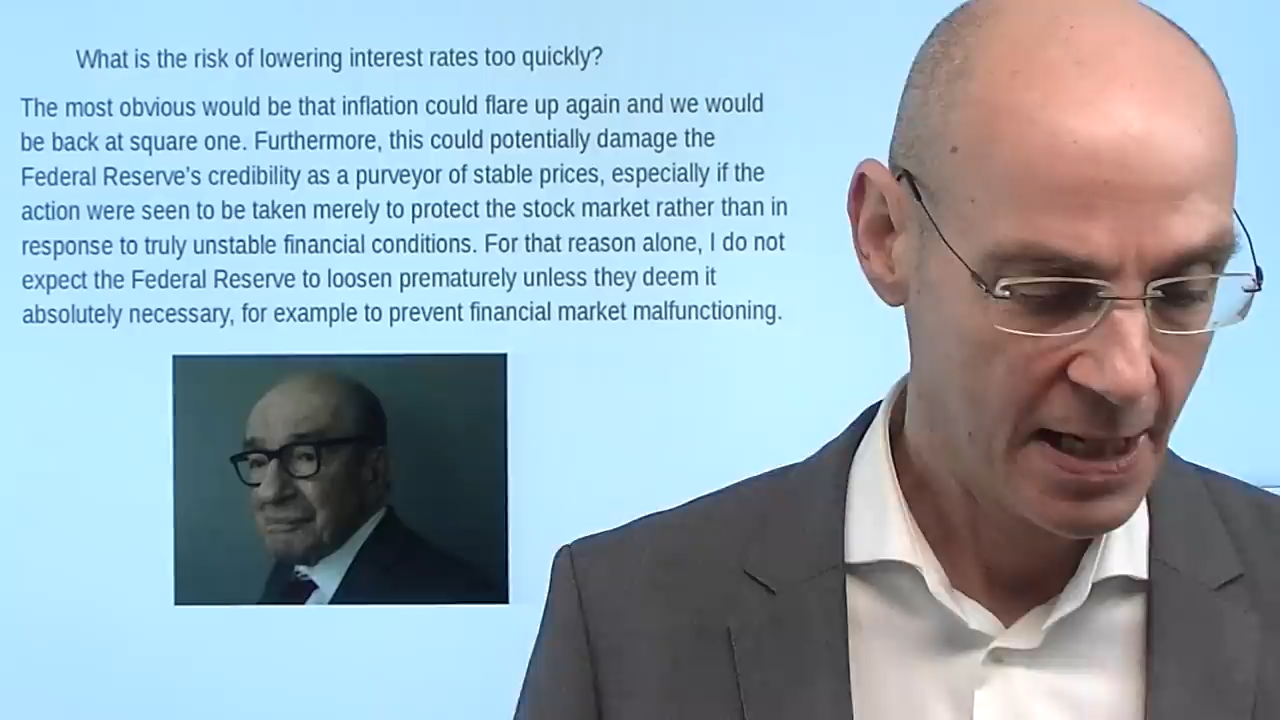 What is the risk of lowering interest rates too quickly?
The most obvious would be that inflation could flare up again and we would
be back at square one. Furthermore, this could potentially damage the
Federal Reserve's credibility as a purveyor of stable prices, especially if the
action were seen to be taken merely to protect the stock market rather than in
response to truly unstable financial conditions. For that reason alone, I do not
expect the Federal Reserve to loosen prematurely unless they deem it
absolutely necessary, for example to prevent financial market malfunctioning.